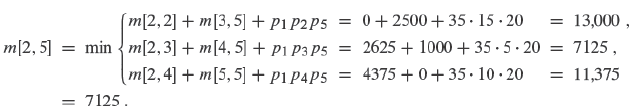 m[2,2] + m[3,5] + p₁p₂p₅ = 0 + 2500 + 35 · 15 · 20 = 13,000 ,
m[2,5] = min { m[2,3] + m[4,5] + p₁p₃p₅ = 2625 + 1000 + 35 · 5 · 20 = 7125 ,
m[2,4] + m[5,5] + p₁p₄p₅ = 4375 + 0 + 35 · 10 · 20 = 11,375
= 7125 .